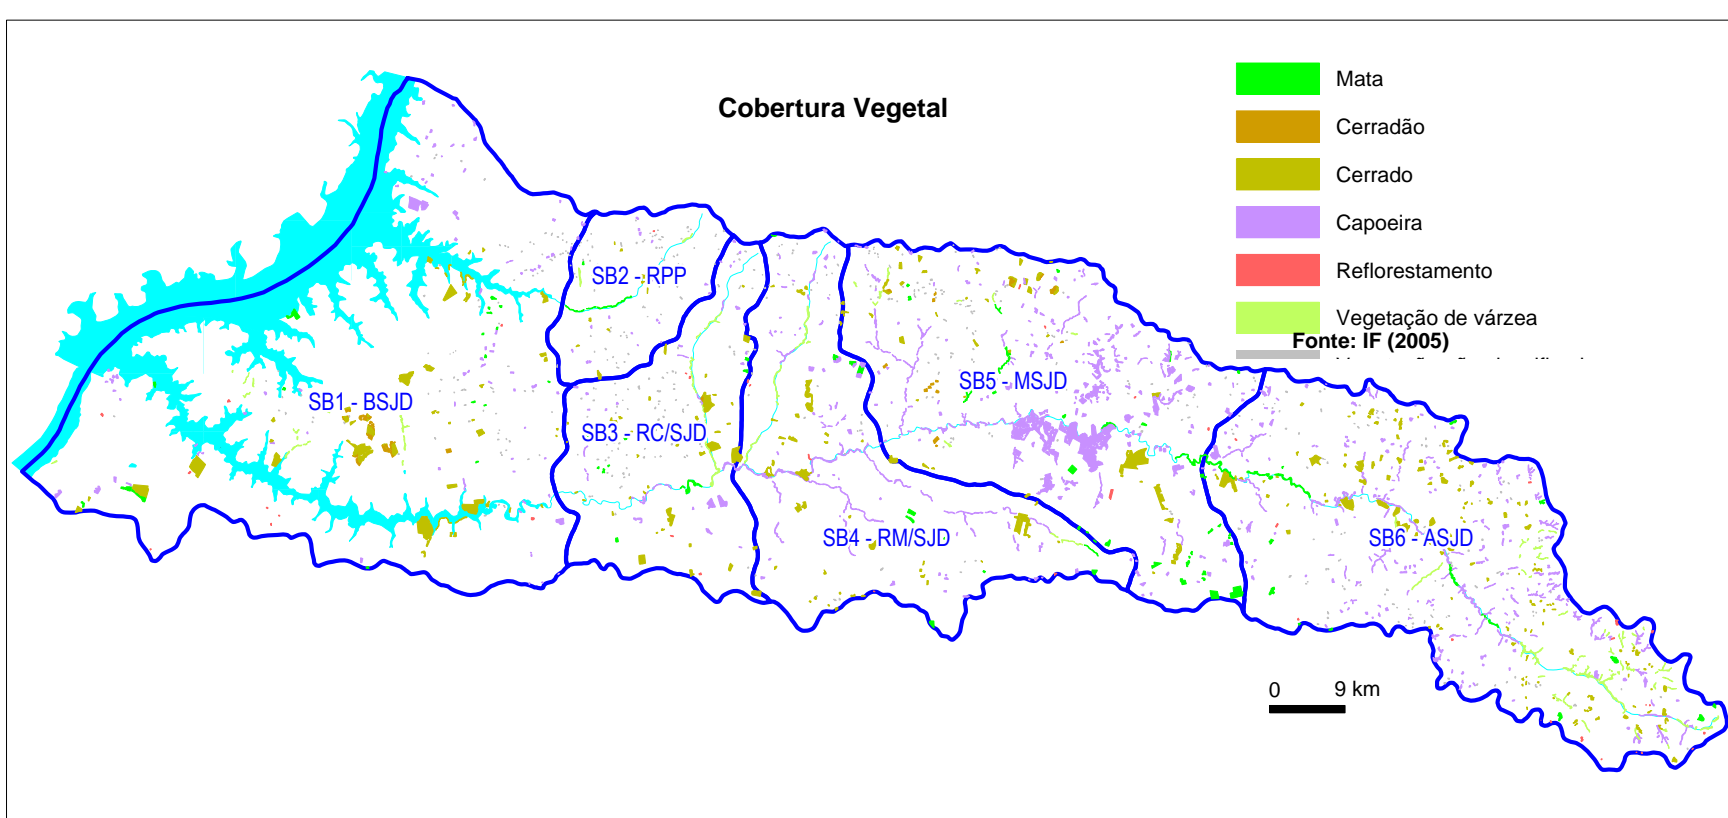 Cobertura Vegetal
Mata
Cerradão
Cerrado
Capoeira
Reflorestamento
Vegetação de várzea
Fonte: IF (2005)
SB2 - RPP
SB5 - MSJD
SB1 - BSJD
SB3 - RC/SJD
SB4 - RM/SJD
SB6 - ASJD
0 9 km